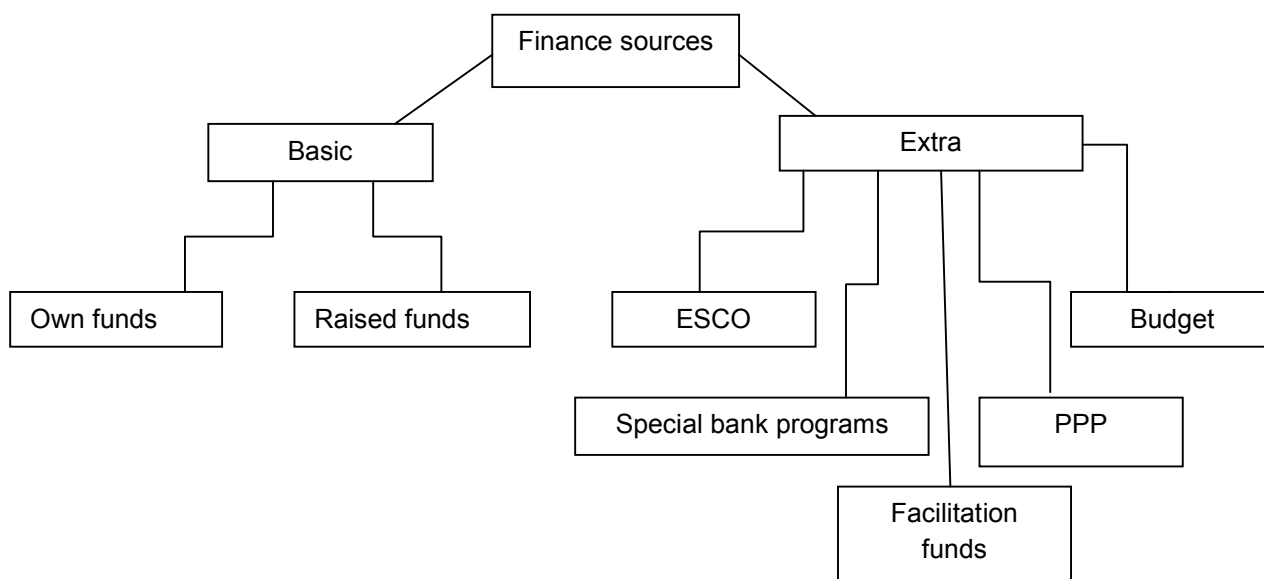 Finance sources
Basic
Extra
Own funds
Raised funds
ESCO
Budget
Special bank programs
PPP
Facilitation
funds